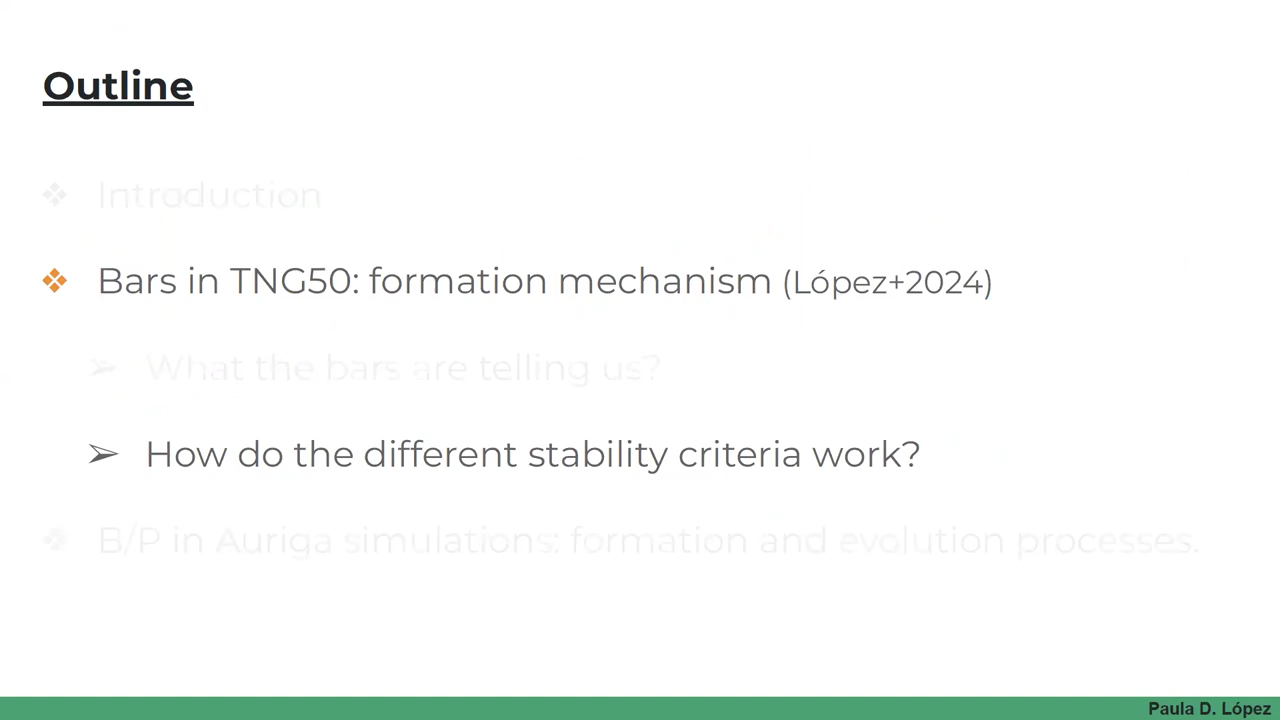 Outline
Introduction
Bars in TNG50: formation mechanism (López+2024)
What the bars are telling us?
How do the different stability criteria work?
B/P in Auriga simulations: formation and evolution processes.
Paula D. López